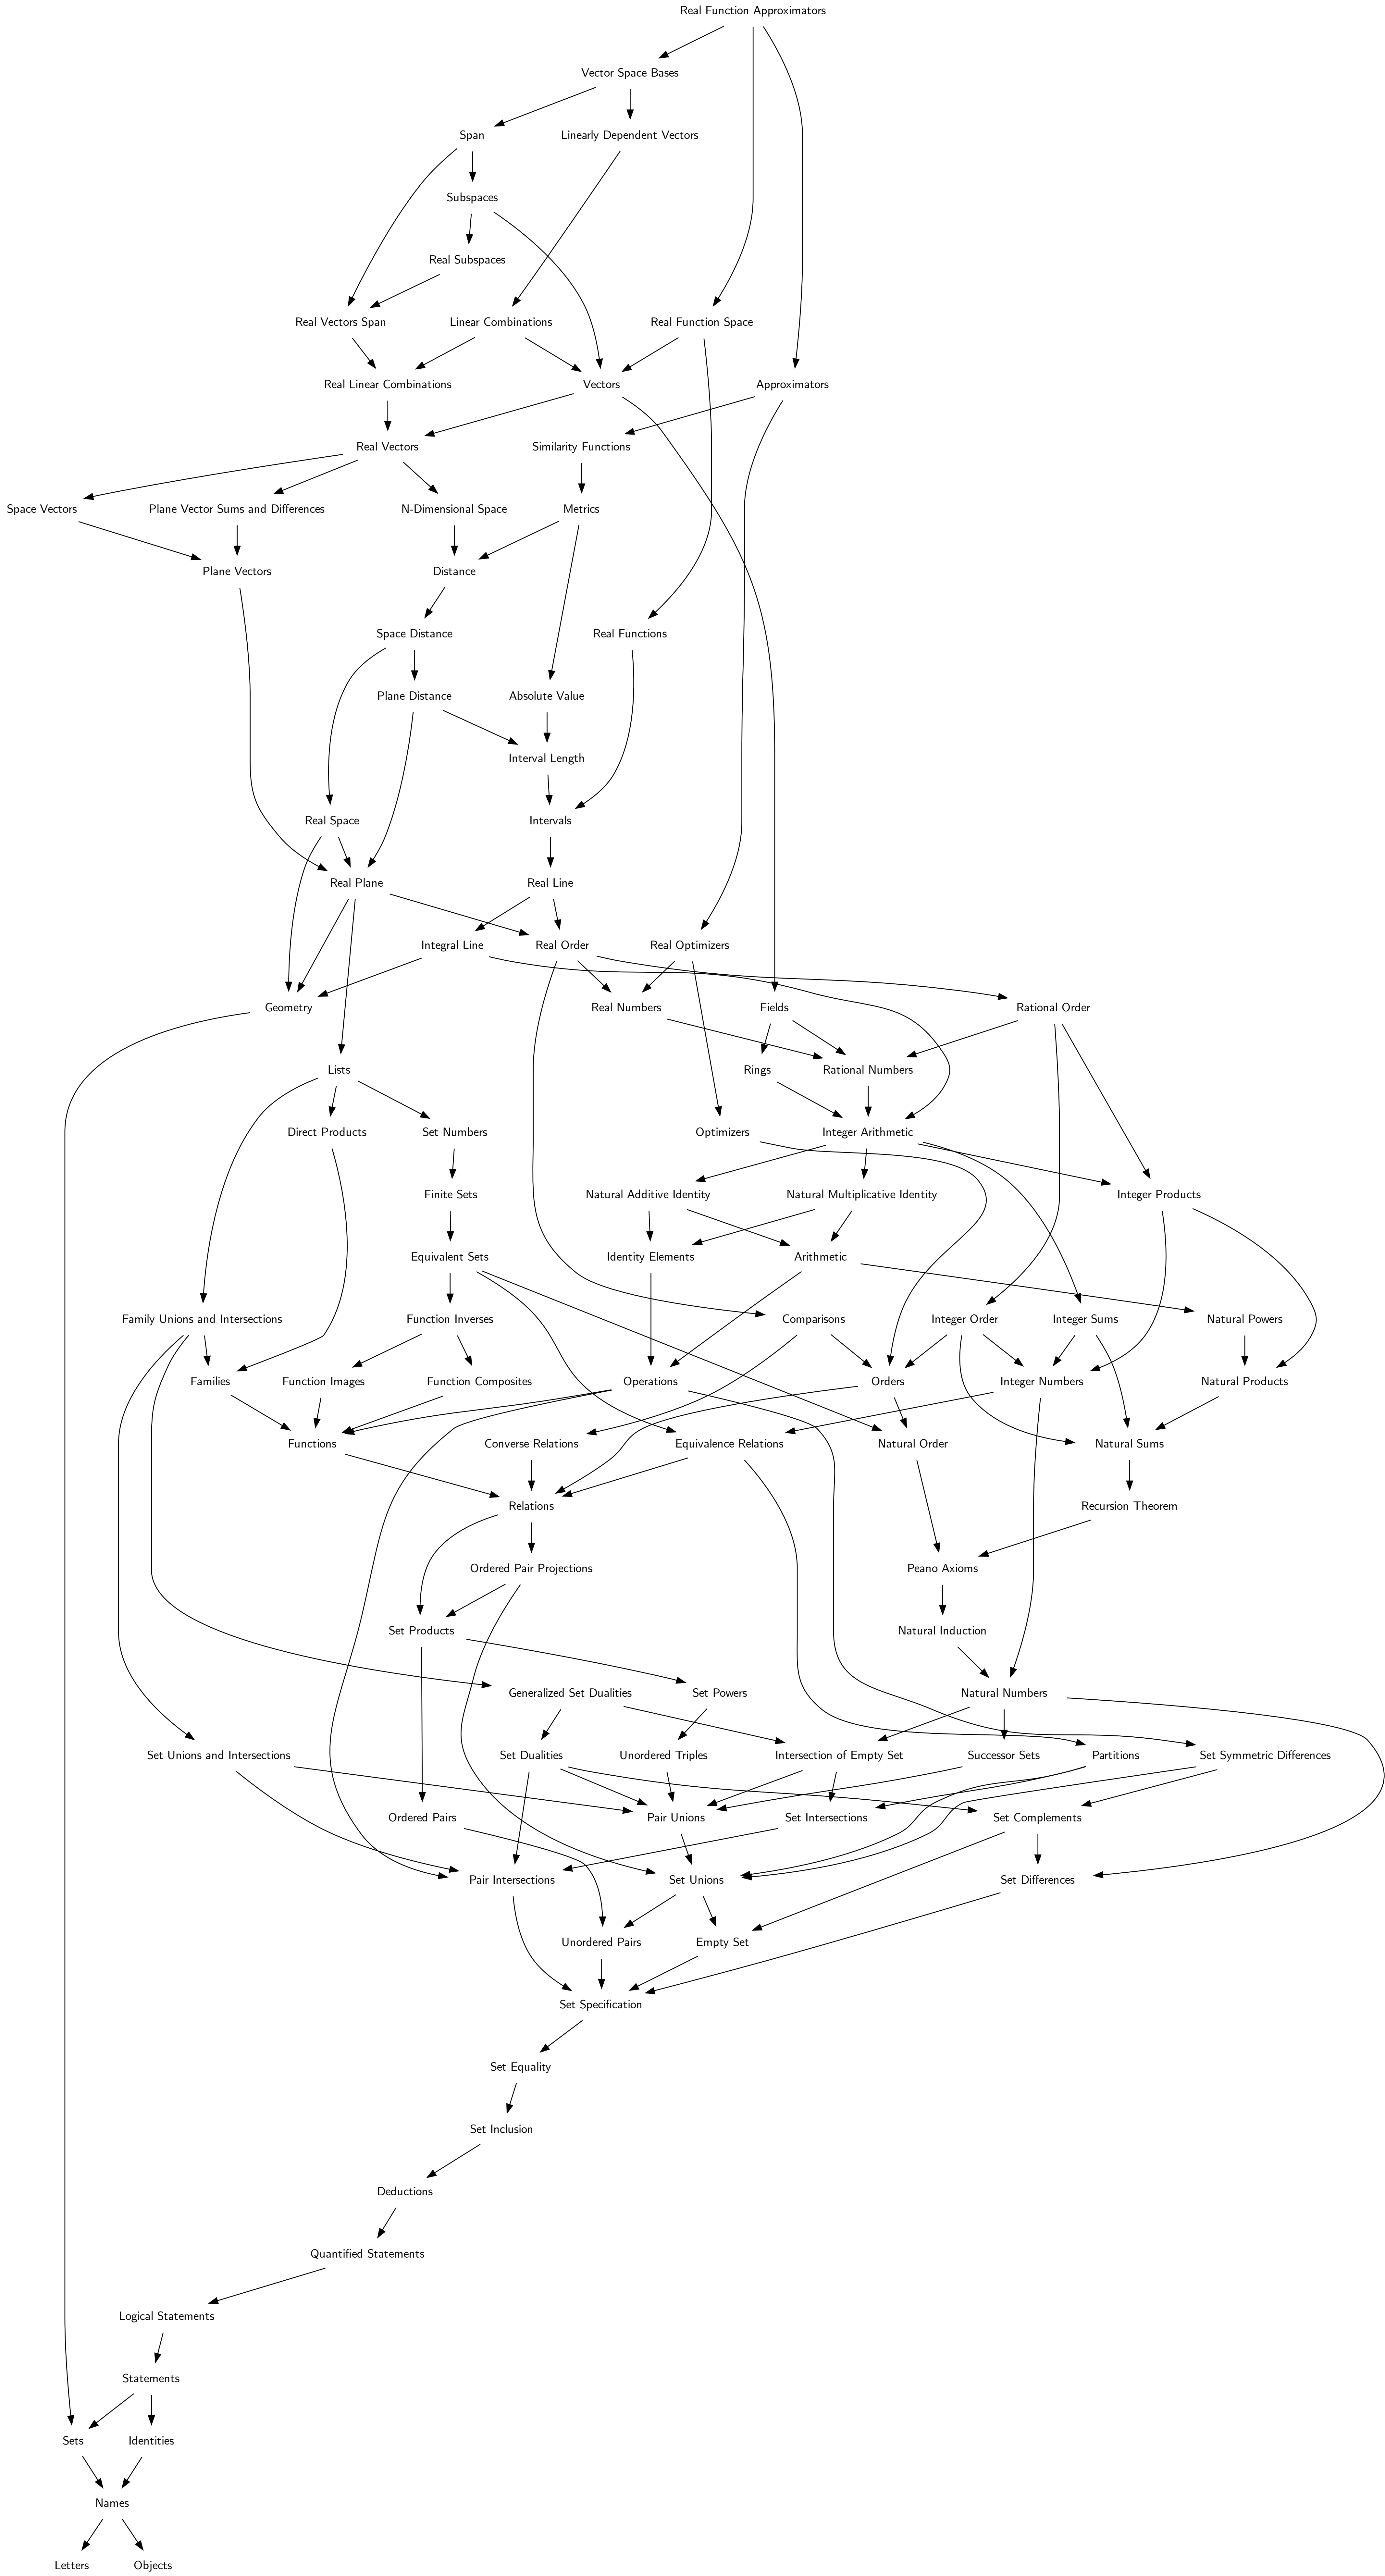 Real Function Approximators
Vector Space Bases
Span
Linearly Dependent Vectors
Subspaces
Real Subspaces
Real Vectors Span
Linear Combinations
Real Function Space
Real Linear Combinations
Vectors
Approximators
Real Vectors
Similarity Functions
Space Vectors
Plane Vector Sums and Differences
N-Dimensional Space
Metrics
Plane Vectors
Distance
Space Distance
Real Functions
Plane Distance
Absolute Value
Interval Length
Real Space
Intervals
Real Plane
Real Line
Integral Line
Real Order
Real Optimizers
Geometry
Real Numbers
Fields
Rational Order
Lists
Rings
Rational Numbers
Direct Products
Set Numbers
Optimizers
Integer Arithmetic
Finite Sets
Natural Additive Identity
Natural Multiplicative Identity
Integer Products
Equivalent Sets
Identity Elements
Arithmetic
Family Unions and Intersections
Function Inverses
Comparisons
Integer Order
Integer Sums
Natural Powers
Families
Function Images
Function Composites
Operations
Orders
Integer Numbers
Natural Products
Functions
Converse Relations
Equivalence Relations
Natural Order
Natural Sums
Relations
Recursion Theorem
Ordered Pair Projections
Peano Axioms
Set Products
Natural Induction
Generalized Set Dualities
Set Powers
Natural Numbers
Set Unions and Intersections
Set Dualities
Unordered Triples
Intersection of Empty Set
Successor Sets
Partitions
Set Symmetric Differences
Ordered Pairs
Pair Unions
Set Intersections
Set Complements
Pair Intersections
Set Unions
Set Differences
Unordered Pairs
Empty Set
Set Specification
Set Equality
Set Inclusion
Deductions
Quantified Statements
Logical Statements
Statements
Sets
Identities
Names
Letters
Objects